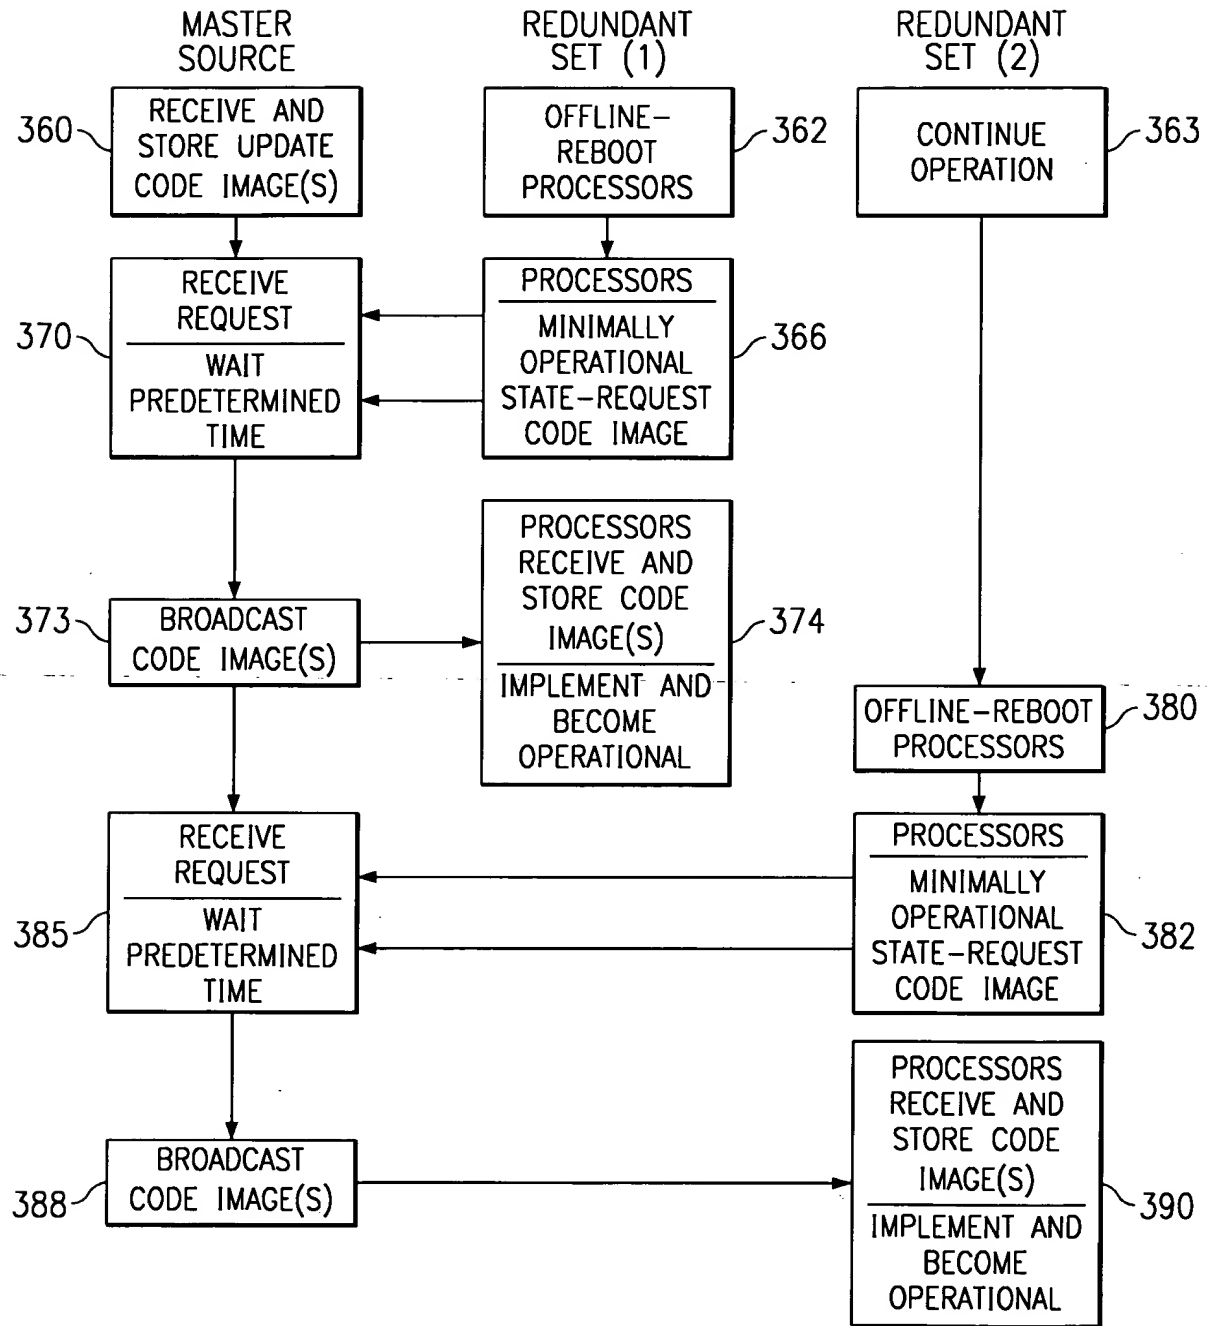 MASTER
SOURCE
REDUNDANT
SET (1)
REDUNDANT
SET (2)
360
RECEIVE AND
STORE UPDATE
CODE IMAGE(S)
OFFLINE-
REBOOT
PROCESSORS
362
CONTINUE
OPERATION
363
370
RECEIVE
REQUEST
WAIT
PREDETERMINED
TIME
PROCESSORS
MINIMALLY
OPERATIONAL
STATE-REQUEST
CODE IMAGE
366
373
BROADCAST
CODE IMAGE(S)
PROCESSORS
RECEIVE AND
STORE CODE
IMAGE(S)
IMPLEMENT AND
BECOME
OPERATIONAL
374
OFFLINE-REBOOT
PROCESSORS
380
385
RECEIVE
REQUEST
WAIT
PREDETERMINED
TIME
PROCESSORS
MINIMALLY
OPERATIONAL
STATE-REQUEST
CODE IMAGE
382
388
BROADCAST
CODE IMAGE(S)
PROCESSORS
RECEIVE AND
STORE CODE
IMAGE(S)
IMPLEMENT AND
BECOME
OPERATIONAL
390